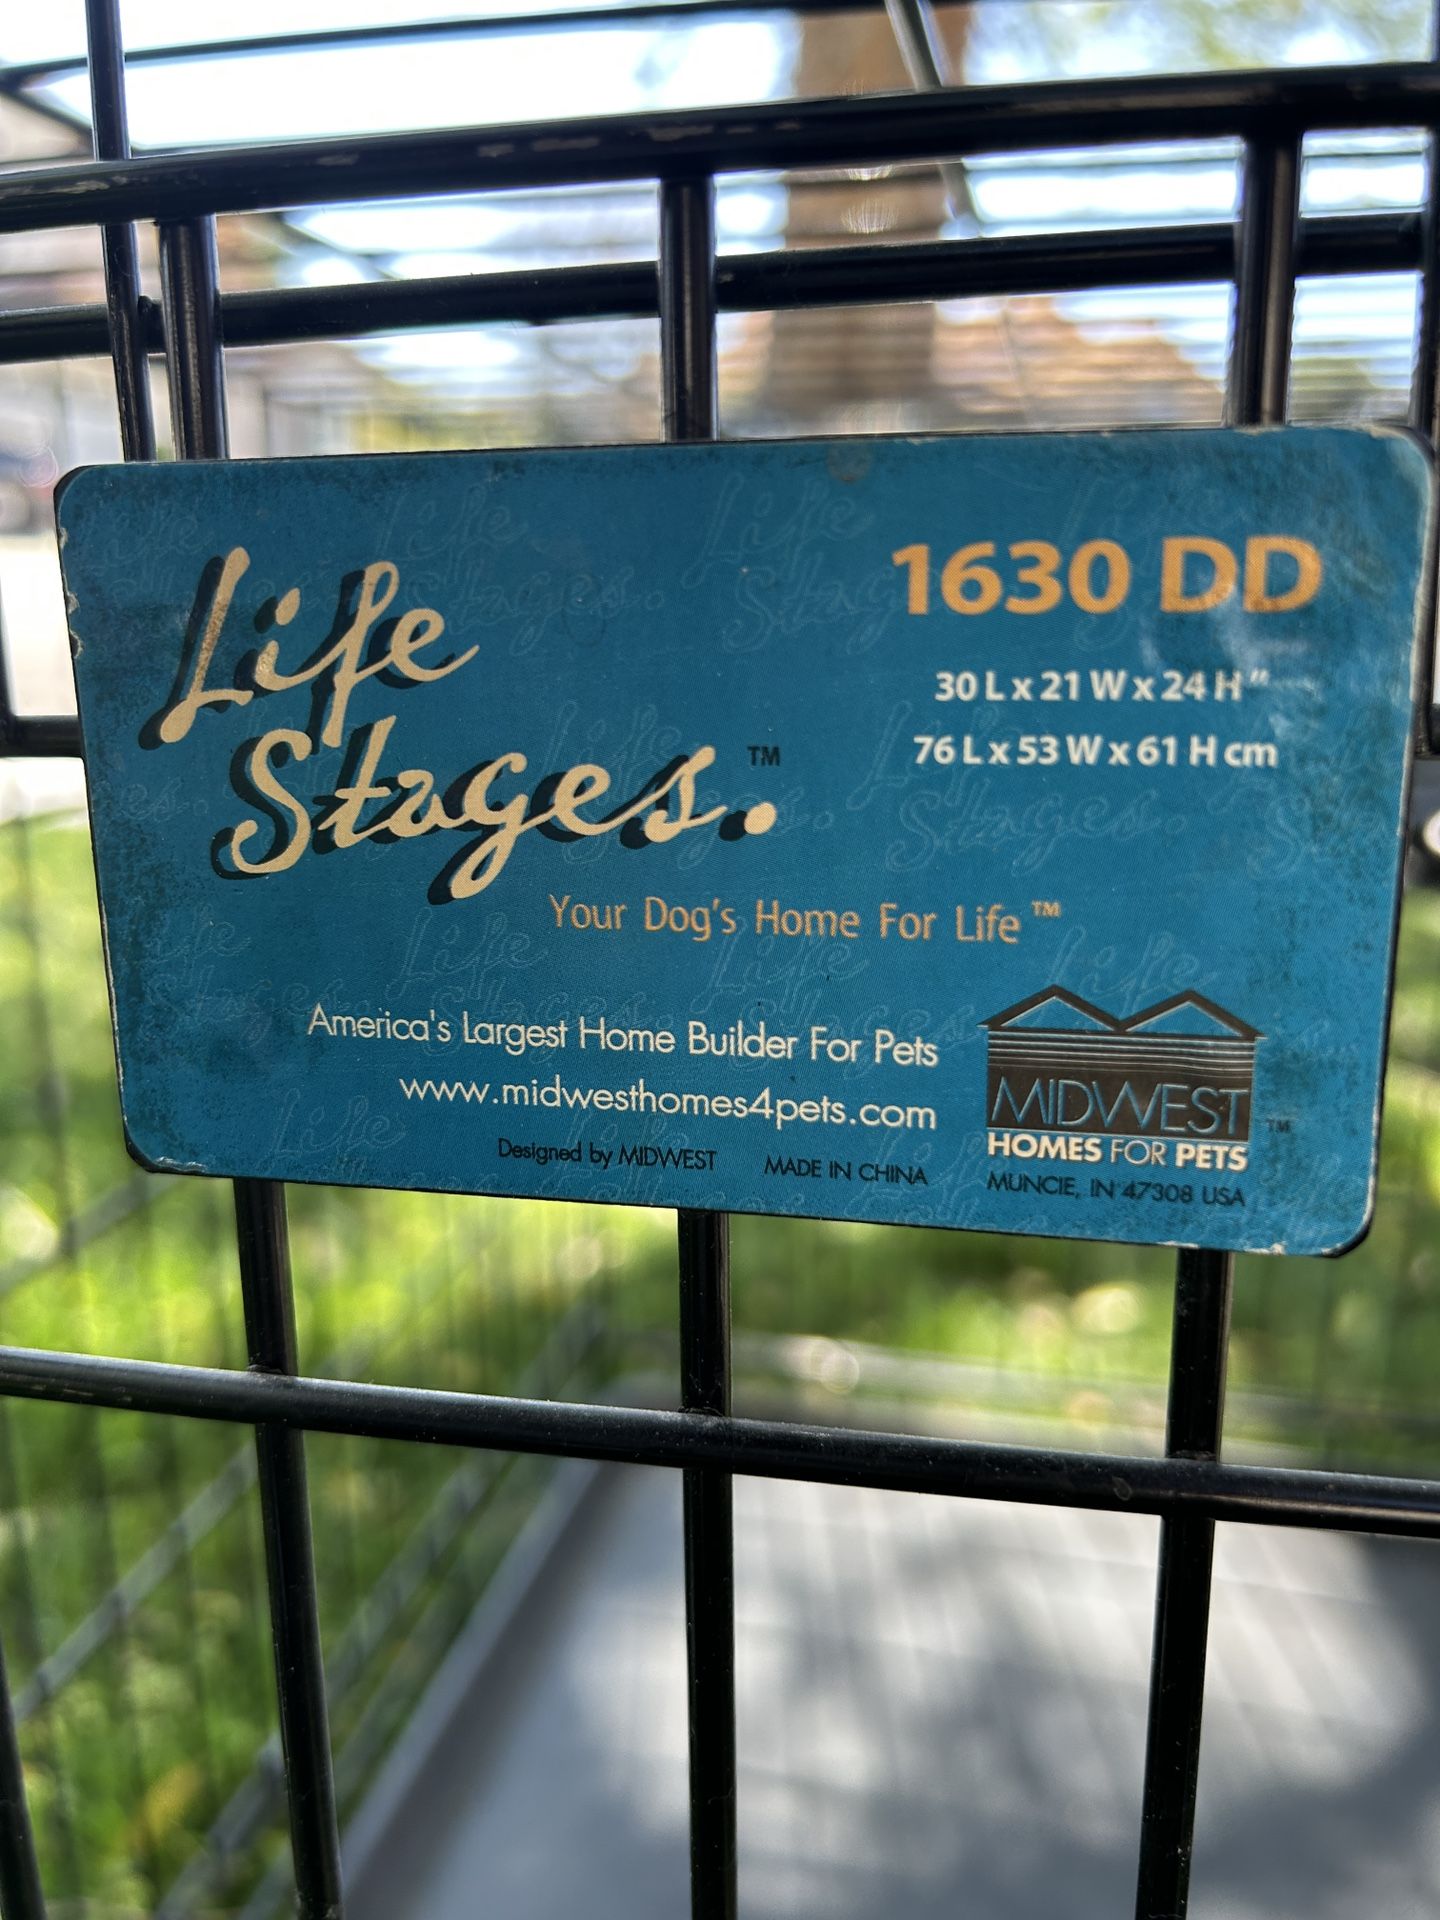 Life
Stages.™
1630 DD
30 L x 21 W x 24 H"
76 L x 53 W x 61 H cm
Your Dog's Home For Life™
America's Largest Home Builder For Pets
www.midwesthomes4pets.com
Designed by MIDWEST MADE IN CHINA
MIDWEST™
HOMES FOR PETS
MUNCIE, IN 47308 USA